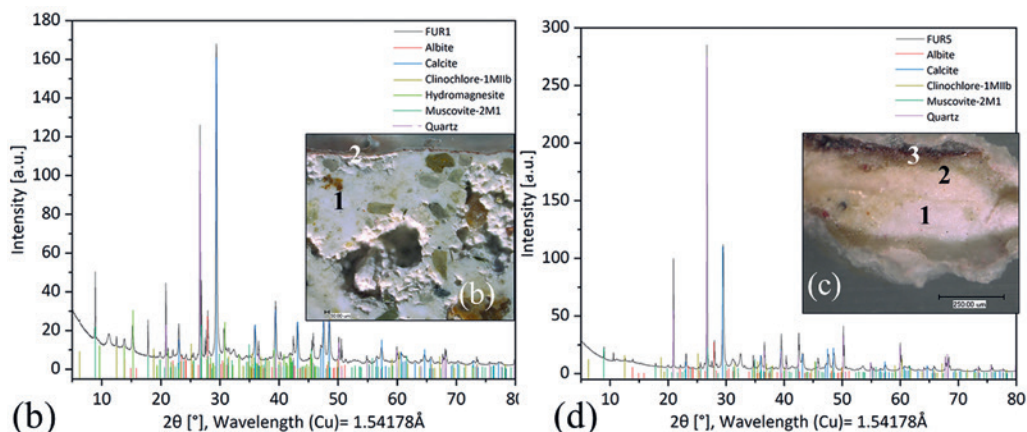 (b)
180
160
140
120
100
80
60
40
20
0
Intensity [a.u.]
FUR1
Albite
Calcite
Clinochlore-1MIIb
Hydromagnesite
Muscovite-2M1
Quartz
2
1
(b)
10 20 30 40 50 60 70 80
2θ [°], Wavelength (Cu)= 1.54178Å
(b)
300
250
200
150
100
50
0
Intensity [a.u.]
FUR5
Albite
Calcite
Clinochlore-1MIIb
Muscovite-2M1
Quartz
3
2
1
(c)
250.00 um
10 20 30 40 50 60 70 80
2θ [°], Wavelength (Cu)= 1.54178Å
(d)